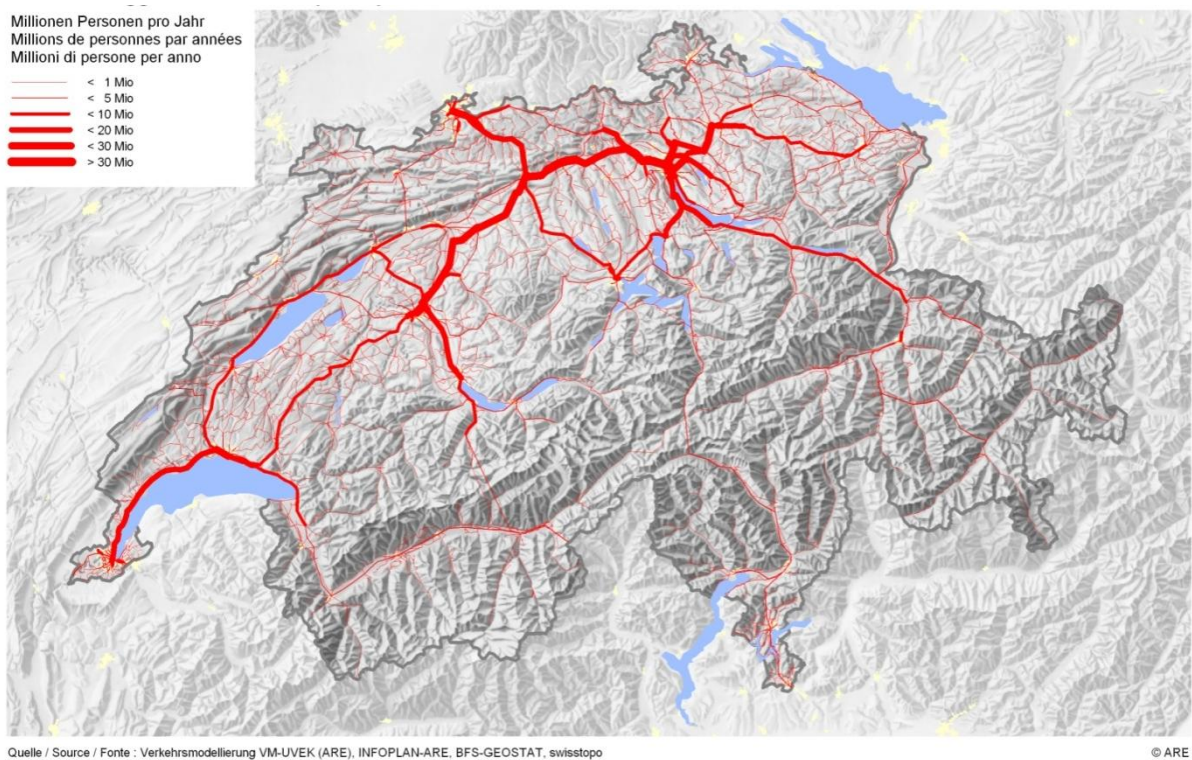 Millionen Personen pro Jahr
Millions de personnes par années
Millioni di persone per anno
< 1 Mio
< 5 Mio
< 10 Mio
< 20 Mio
< 30 Mio
> 30 Mio
Quelle / Source / Fonte : Verkehrsmodellierung VM-UVEK (ARE), INFOPLAN-ARE, BFS-GEOSTAT, swisstopo
© ARE